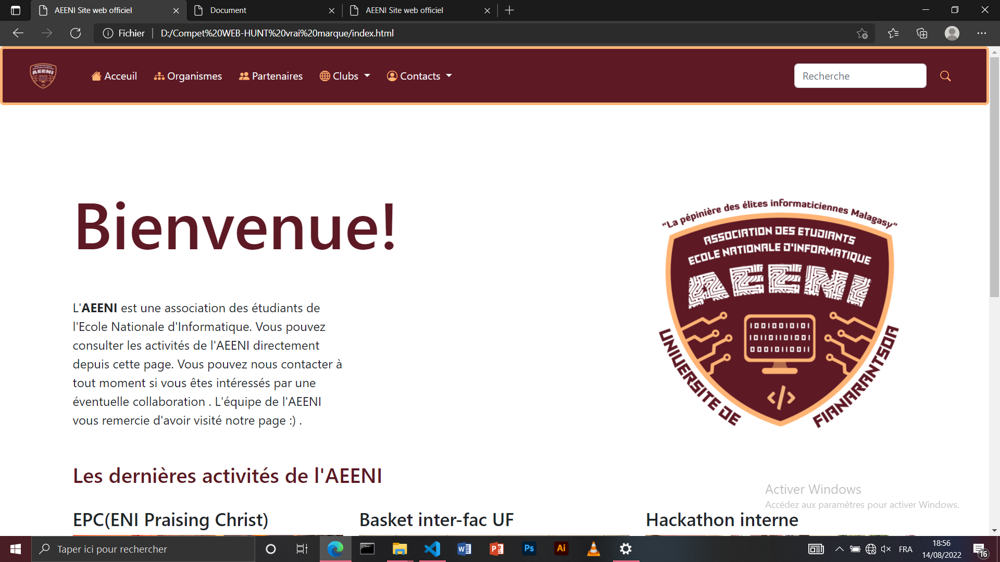 AEENI Site web officiel
Document
AEENI Site web officiel
Fichier
D:/Compet%20WEB-HUNT%20vrai%20marque/index.html
AEENI
Acceuil
Organismes
Partenaires
Clubs
Contacts
Recherche
Bienvenue!
L'AEENI est une association des étudiants de
l'Ecole Nationale d'Informatique. Vous pouvez
consulter les activités de l'AEENI directement
depuis cette page. Vous pouvez nous contacter à
tout moment si vous êtes intéressés par une
éventuelle collaboration . L'équipe de l'AEENI
vous remercie d'avoir visité notre page :) .
“La pépinière des élites informaticiennes Malagasy”
ASSOCIATION DES ETUDIANTS
ECOLE NATIONALE D'INFORMATIQUE
AEENI
10010010101
101101101001
00010110011
</>
UNIVERSITE DE
FIANARANTSOA
Les dernières activités de l'AEENI
EPC(ENI Praising Christ)
Basket inter-fac UF
Hackathon interne
Activer Windows
Accédez aux paramètres pour activer Windows.
Taper ici pour rechercher
Ps
Ai
FRA
18:56
14/08/2022
16